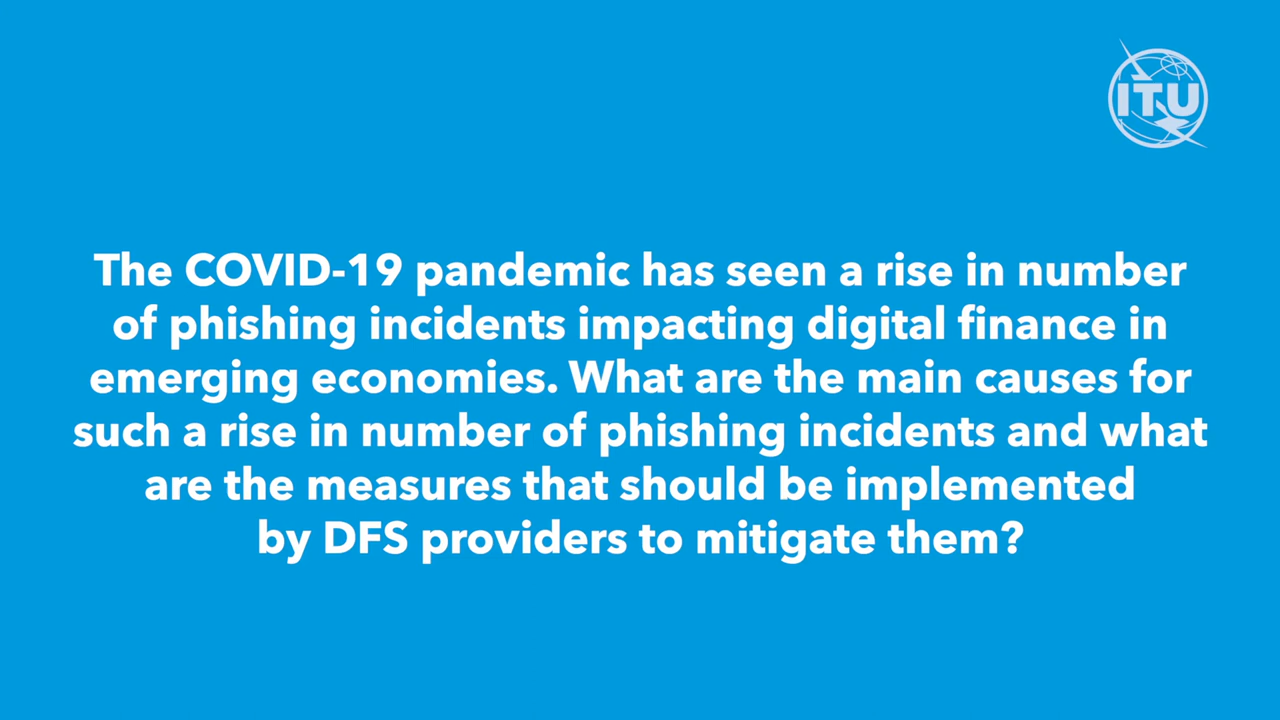 ITU
The COVID-19 pandemic has seen a rise in number
of phishing incidents impacting digital finance in
emerging economies. What are the main causes for
such a rise in number of phishing incidents and what
are the measures that should be implemented
by DFS providers to mitigate them?